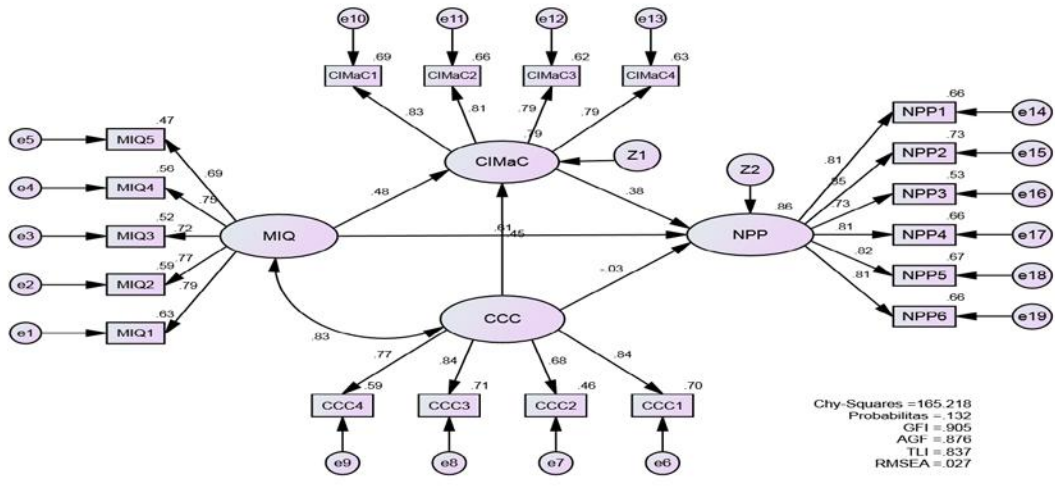 e10 e11 e12 e13
.69 .66 .62 .63
CIMaC1 CIMaC2 CIMaC3 CIMaC4
.83 .81 .79 .79
.79
CIMaC Z1
e5 MIQ5 .47
e4 MIQ4 .56
e3 MIQ3 .52
e2 MIQ2 .59
e1 MIQ1 .63
.69
.75
.72
.77
.79
MIQ
.48
.38
.61
.45
-.03
.83
Z2
.86
NPP
.81
.85
.73
.81
.82
.81
NPP1 .66 e14
NPP2 .73 e15
NPP3 .53 e16
NPP4 .66 e17
NPP5 .67 e18
NPP6 .66 e19
CCC
.77 .84 .68 .84
.59 .71 .46 .70
CCC4 CCC3 CCC2 CCC1
e9 e8 e7 e6
Chy-Squares =165.218
Probabilitas =.132
GFI =.905
AGF =.876
TLI =.837
RMSEA =.027